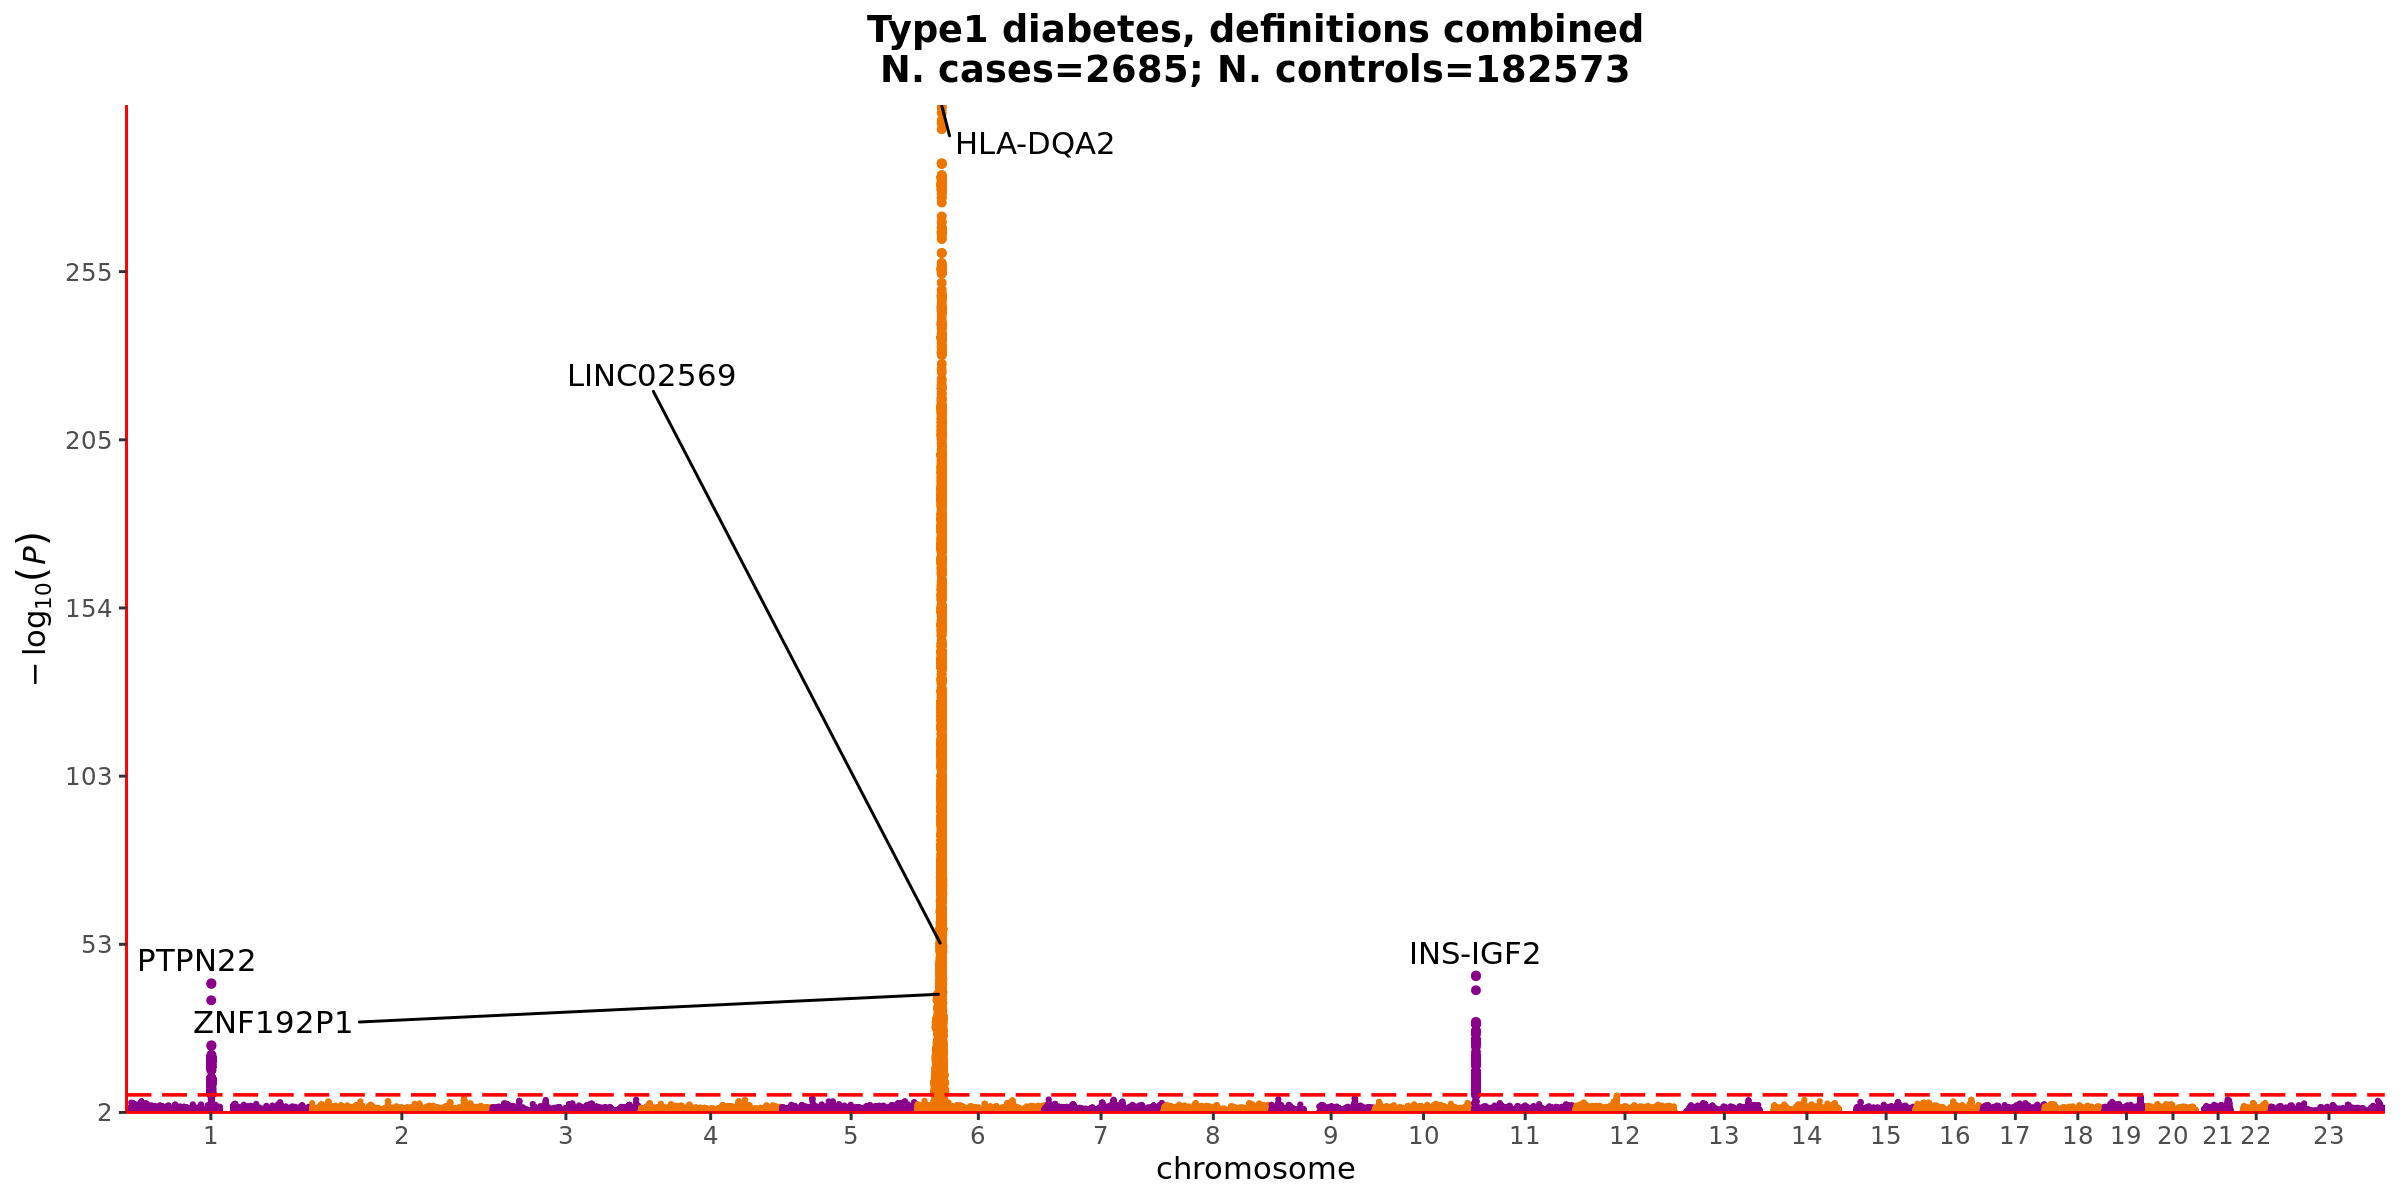 Type1 diabetes, definitions combined
N. cases=2685; N. controls=182573
HLA-DQA2
255
LINC02569
205
−log10(P)
154
103
53
PTPN22
INS-IGF2
ZNF192P1
2
1 2 3 4 5 6 7 8 9 10 11 12 13 14 15 16 17 18 19 20 21 22 23
chromosome